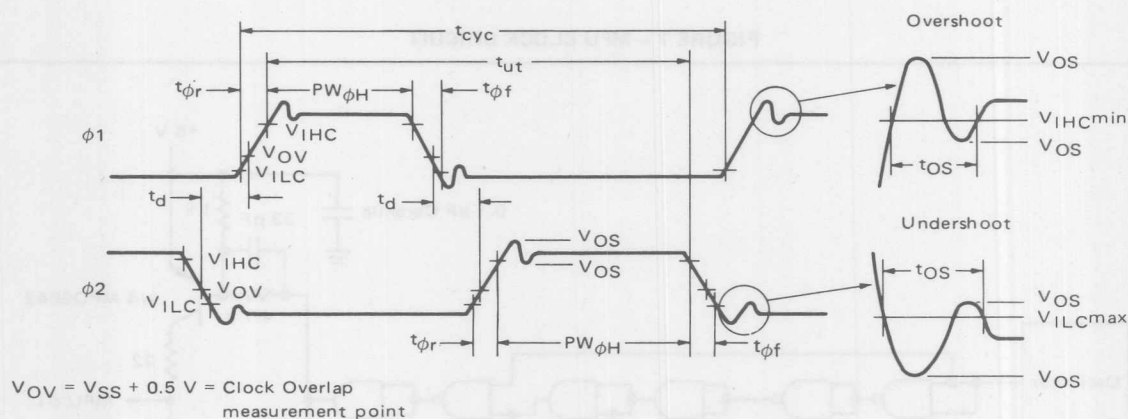 Overshoot
tcyc
VOS
tut
tϕr
PWϕH
tϕf
ϕ1
VIHC
VIHCmin
VOV
VOS
VILC
tOS
td
td
Undershoot
tOS
VOS
VIHC
VOS
ϕ2
VOV
VOS
VILC
VILCmax
tϕr
PWϕH
tϕf
VOS
VOV = VSS + 0.5 V = Clock Overlap
measurement point